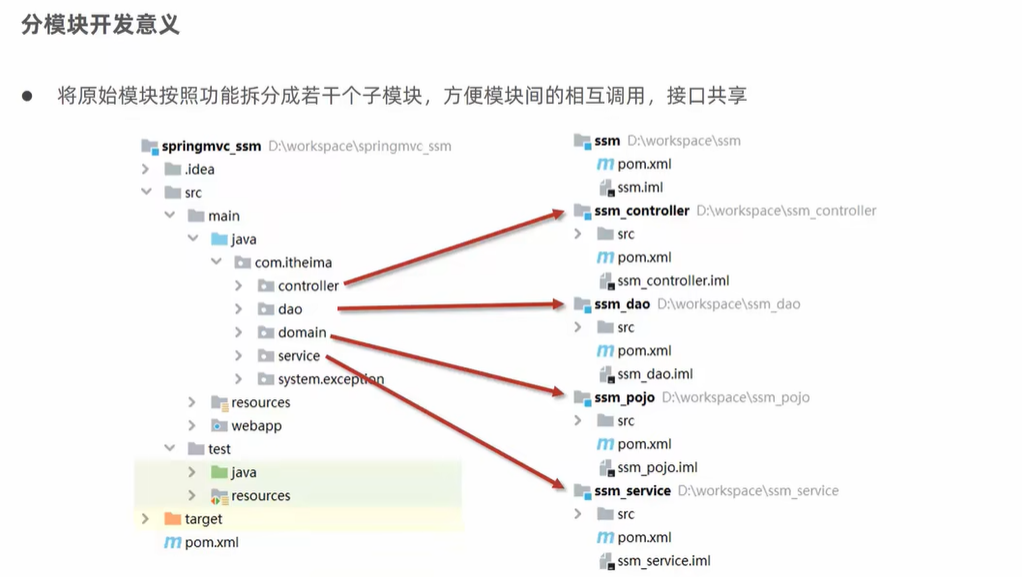 分模块开发意义
● 将原始模块按照功能拆分成若干个子模块，方便模块间的相互调用，接口共享
springmvc_ssm D:\workspace\springmvc_ssm
.idea
src
main
java
com.itheima
controller
dao
domain
service
system.exception
resources
webapp
test
java
resources
target
pom.xml
ssm D:\workspace\ssm
pom.xml
ssm.iml
ssm_controller D:\workspace\ssm_controller
src
pom.xml
ssm_controller.iml
ssm_dao D:\workspace\ssm_dao
src
pom.xml
ssm_dao.iml
ssm_pojo D:\workspace\ssm_pojo
src
pom.xml
ssm_pojo.iml
ssm_service D:\workspace\ssm_service
src
pom.xml
ssm_service.iml